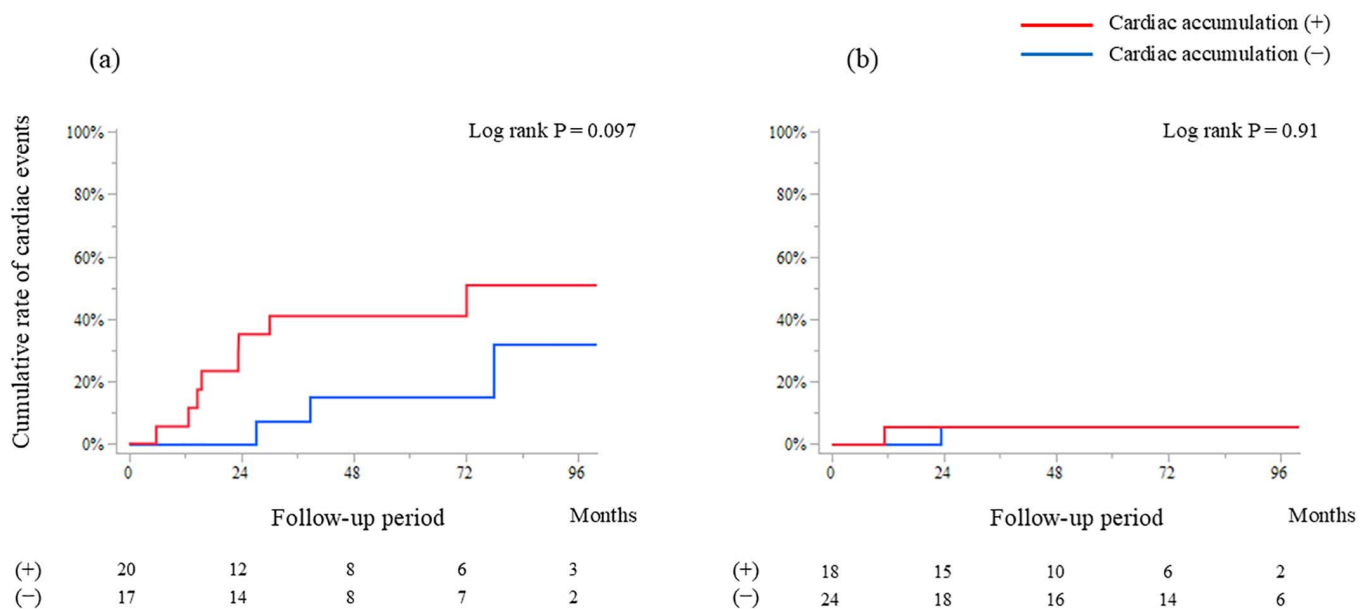 Cardiac accumulation (+)
Cardiac accumulation (−)
(a)
(b)
Cumulative rate of cardiac events
Log rank P = 0.097
100%
80%
60%
40%
20%
0%
0 24 48 72 96
Follow-up period Months
(+) 20 12 8 6 3
(−) 17 14 8 7 2
Log rank P = 0.91
100%
80%
60%
40%
20%
0%
0 24 48 72 96
Follow-up period Months
(+) 18 15 10 6 2
(−) 24 18 16 14 6